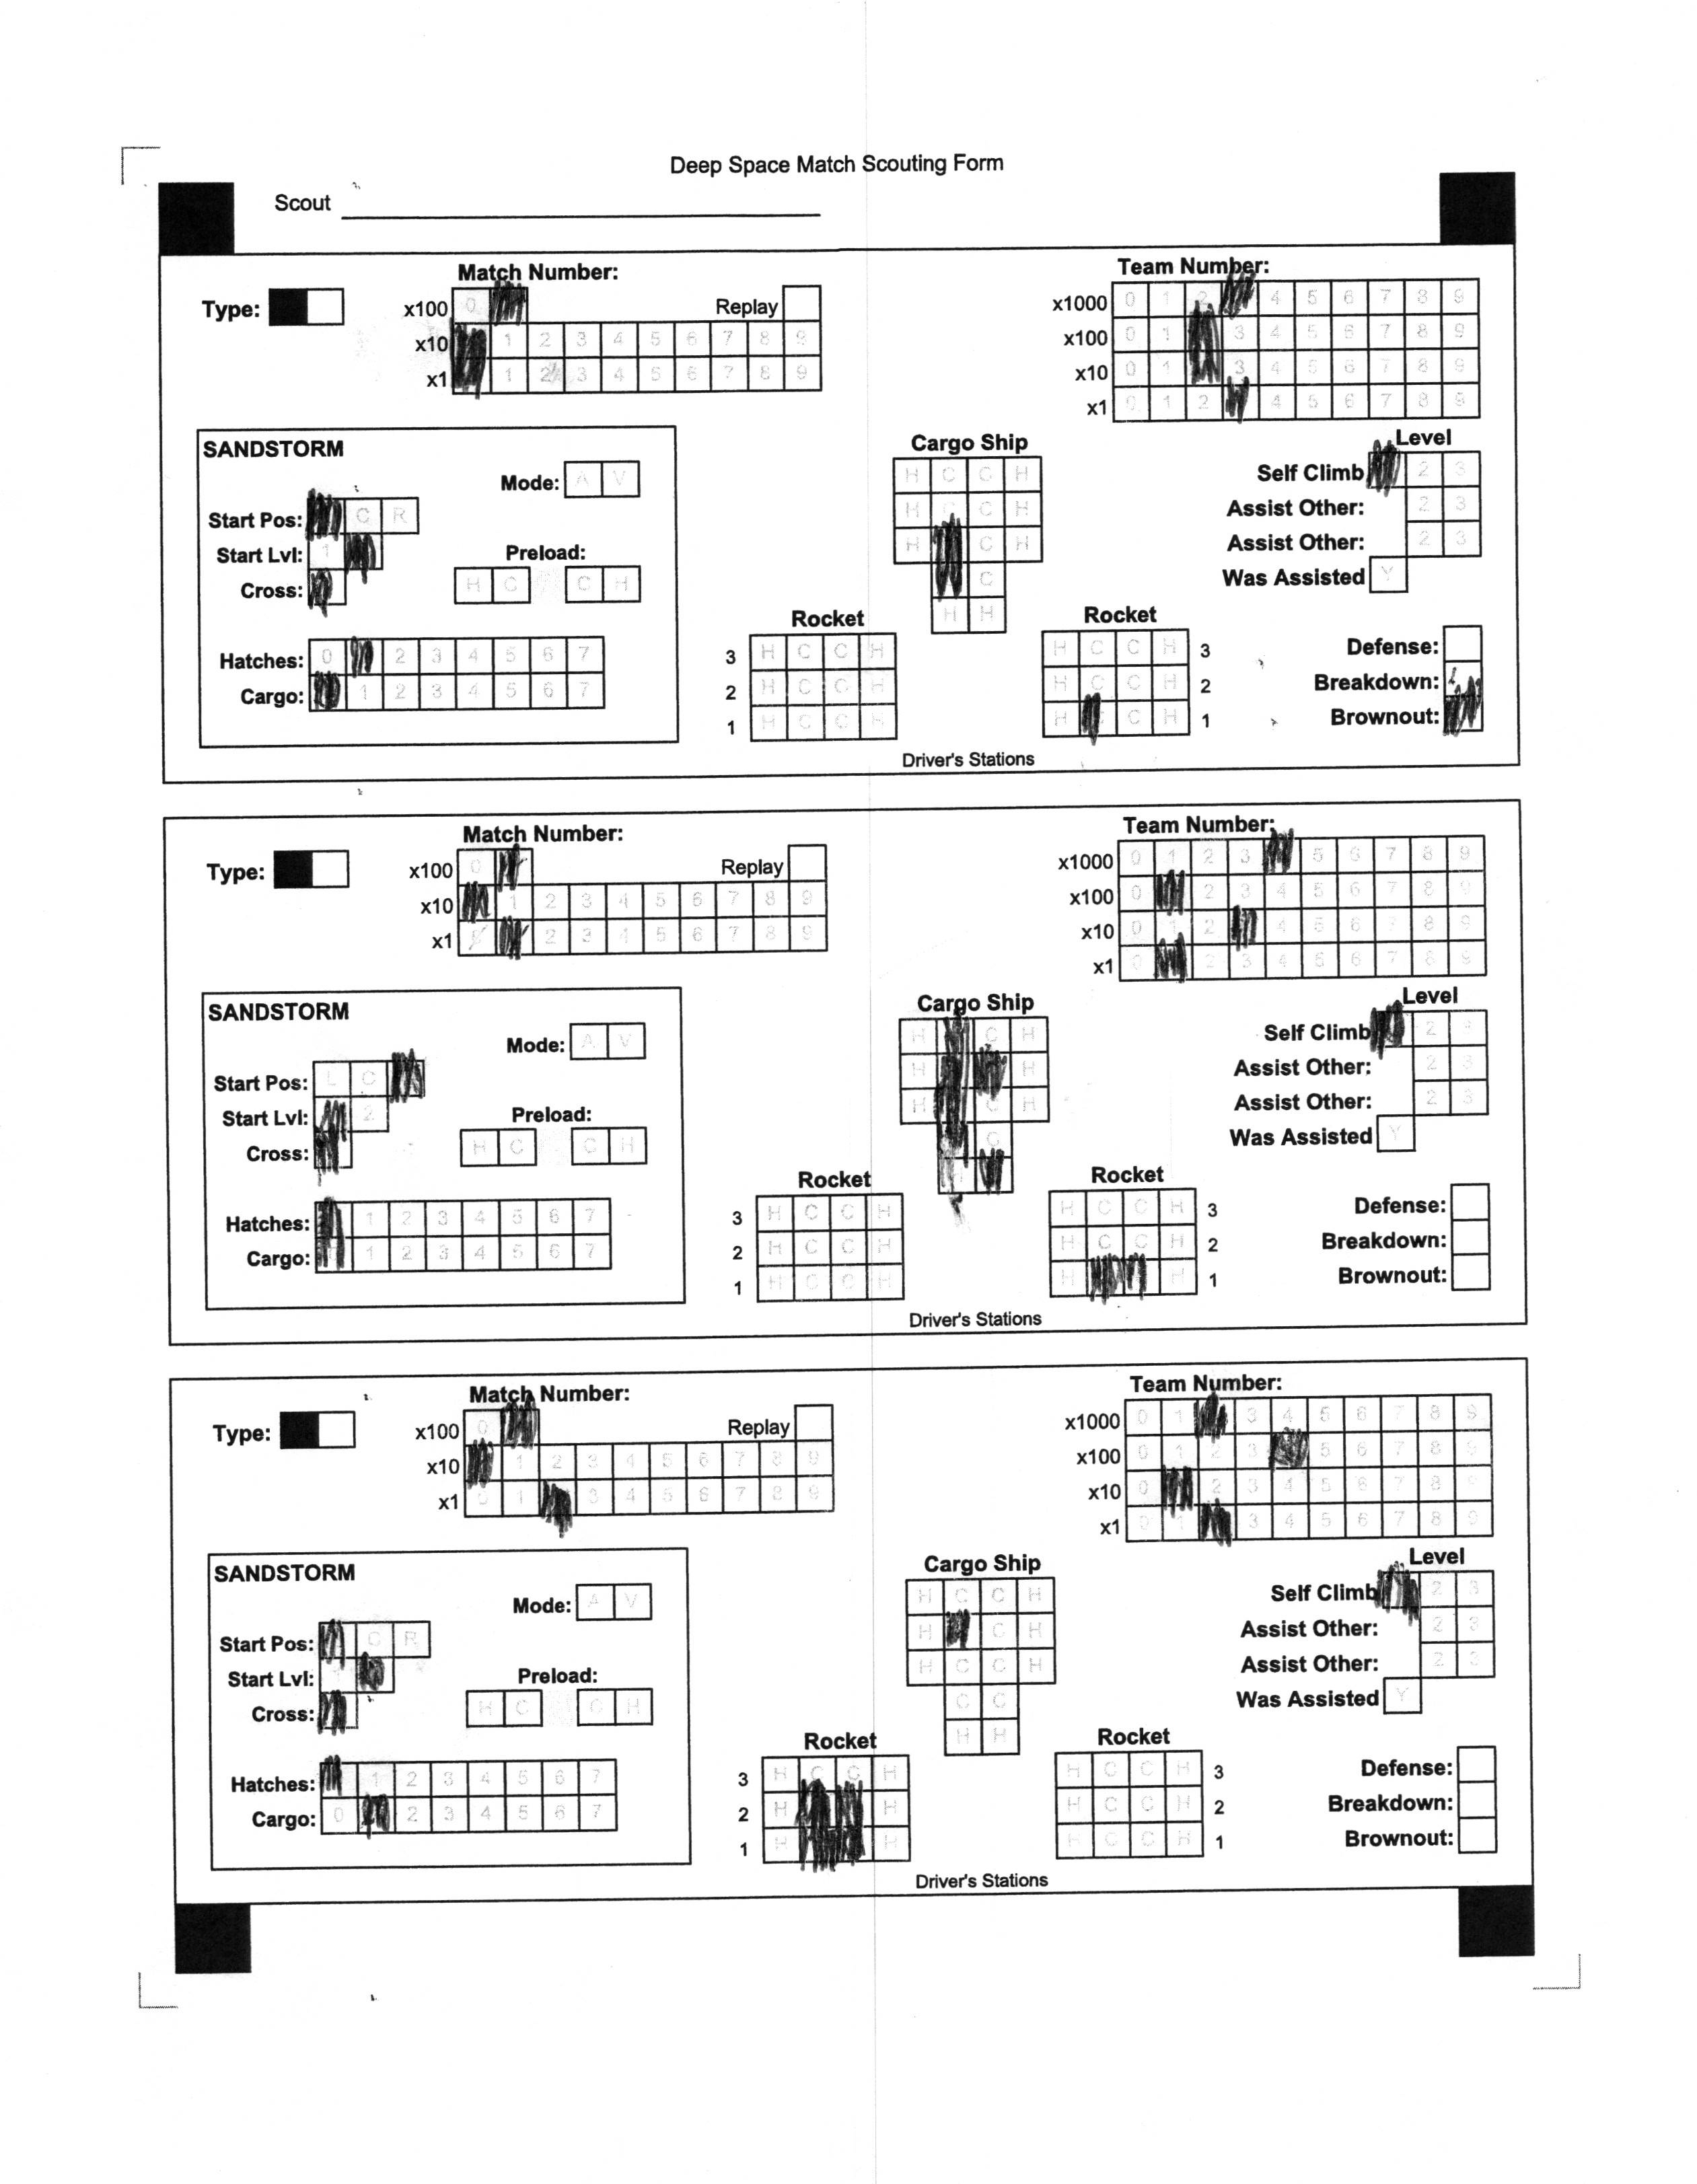 Deep Space Match Scouting Form
Scout
Match Number:
Team Number:
Type:
x100 0
Replay
x1000 0 1 2 4 5 6 7 8 9
x10 1 2 3 4 5 6 7 8 9
x100 0 1 3 4 5 6 7 8 9
x1 1 2 3 4 5 6 7 8 9
x10 0 1 3 4 5 6 7 8 9
x1 0 1 2 4 5 6 7 8 9
SANDSTORM
Mode: A V
Start Pos: C R
Start Lvl: 1
Cross:
Preload:
H C C H
Hatches: 0 2 3 4 5 6 7
Cargo: 1 2 3 4 5 6 7
Cargo Ship
H C C H
H C C H
H C H
C
H H
Level
Self Climb 2 3
Assist Other: 2 3
Assist Other: 2 3
Was Assisted Y
Rocket
3 H C C H
2 H C C H
1 H C C H
Rocket
H C C H 3
H C C H 2
H C H 1
Defense:
Breakdown:
Brownout:
Driver's Stations
Match Number:
Team Number:
Type:
x100 0
Replay
x1000 0 1 2 3 5 6 7 8 9
x10 1 2 3 4 5 6 7 8 9
x100 0 2 3 4 5 6 7 8 9
x1 2 3 4 5 6 7 8 9
x10 0 1 2 4 5 6 7 8 9
x1 0 2 3 4 5 6 7 8 9
SANDSTORM
Mode: A V
Start Pos: L C
Start Lvl: 2
Cross:
Preload:
H C C H
Hatches: 1 2 3 4 5 6 7
Cargo: 1 2 3 4 5 6 7
Cargo Ship
H C H
H H
H C H
C
Level
Self Climb 2 3
Assist Other: 2 3
Assist Other: 2 3
Was Assisted Y
Rocket
3 H C C H
2 H C C H
1 H C C H
Rocket
H C C H 3
H C C H 2
H H 1
Defense:
Breakdown:
Brownout:
Driver's Stations
Match Number:
Team Number:
Type:
x100 0
Replay
x1000 0 1 3 4 5 6 7 8 9
x10 1 2 3 4 5 6 7 8 9
x100 0 1 2 3 5 6 7 8 9
x1 0 1 3 4 5 6 7 8 9
x10 0 2 3 4 5 6 7 8 9
x1 0 1 3 4 5 6 7 8 9
SANDSTORM
Mode: A V
Start Pos: C R
Start Lvl:
Cross:
Preload:
H C C H
Hatches: 1 2 3 4 5 6 7
Cargo: 0 2 3 4 5 6 7
Cargo Ship
H C C H
H C H
H C C H
C C
H H
Level
Self Climb 2 3
Assist Other: 2 3
Assist Other: 2 3
Was Assisted Y
Rocket
3 H C C H
2 H H
1 H H
Rocket
H C C H 3
H C C H 2
H C C H 1
Defense:
Breakdown:
Brownout:
Driver's Stations